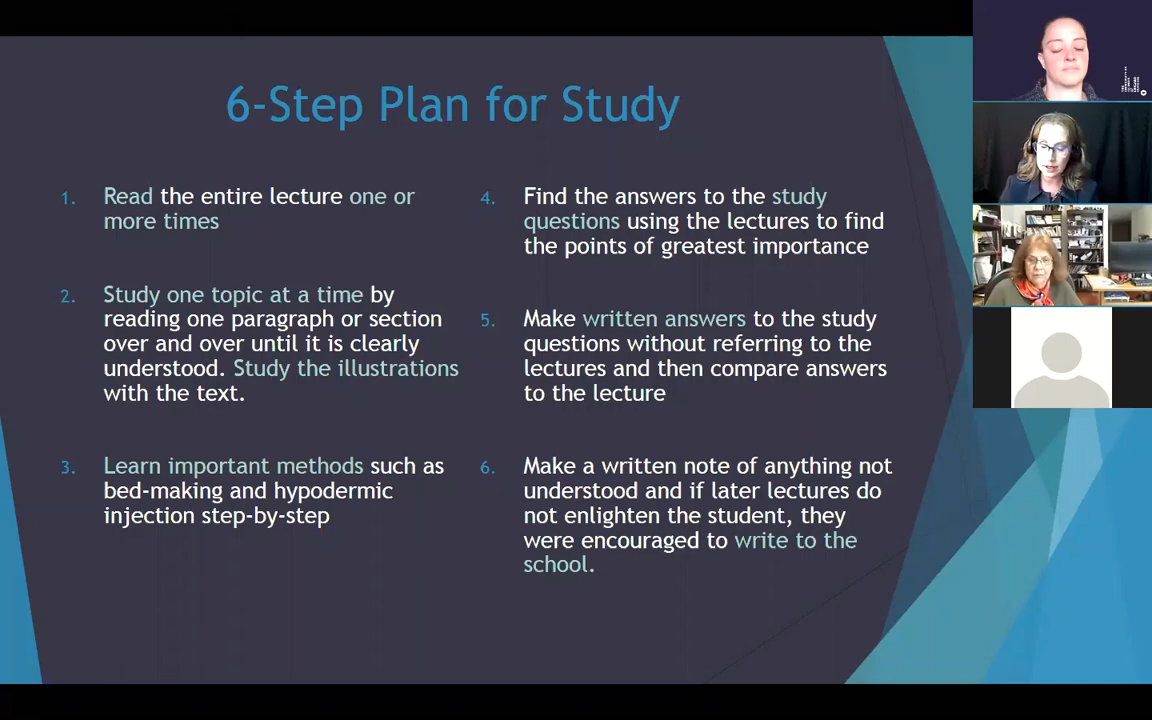 6-Step Plan for Study
1. Read the entire lecture one or
more times
2. Study one topic at a time by
reading one paragraph or section
over and over until it is clearly
understood. Study the illustrations
with the text.
3. Learn important methods such as
bed-making and hypodermic
injection step-by-step
4. Find the answers to the study
questions using the lectures to find
the points of greatest importance
5. Make written answers to the study
questions without referring to the
lectures and then compare answers
to the lecture
6. Make a written note of anything not
understood and if later lectures do
not enlighten the student, they
were encouraged to write to the
school.